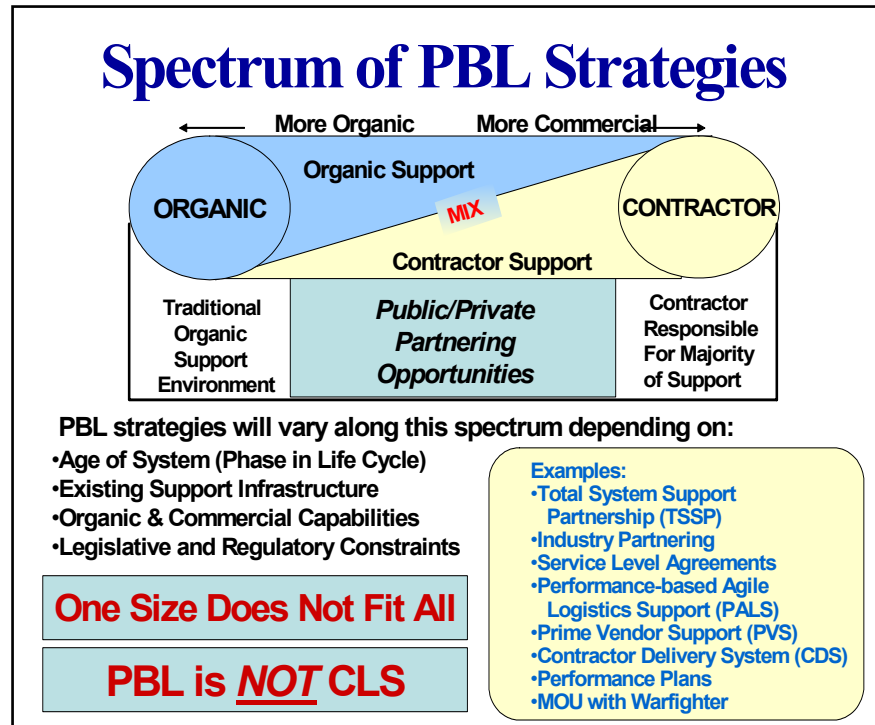 Spectrum of PBL Strategies
More Organic
More Commercial
Organic Support
ORGANIC
MIX
CONTRACTOR
Contractor Support
Traditional
Organic
Support
Environment
Public/Private
Partnering
Opportunities
Contractor
Responsible
For Majority
of Support
PBL strategies will vary along this spectrum depending on:
•Age of System (Phase in Life Cycle)
•Existing Support Infrastructure
•Organic & Commercial Capabilities
•Legislative and Regulatory Constraints
One Size Does Not Fit All
PBL is NOT CLS
Examples:
•Total System Support
Partnership (TSSP)
•Industry Partnering
•Service Level Agreements
•Performance-based Agile
Logistics Support (PALS)
•Prime Vendor Support (PVS)
•Contractor Delivery System (CDS)
•Performance Plans
•MOU with Warfighter